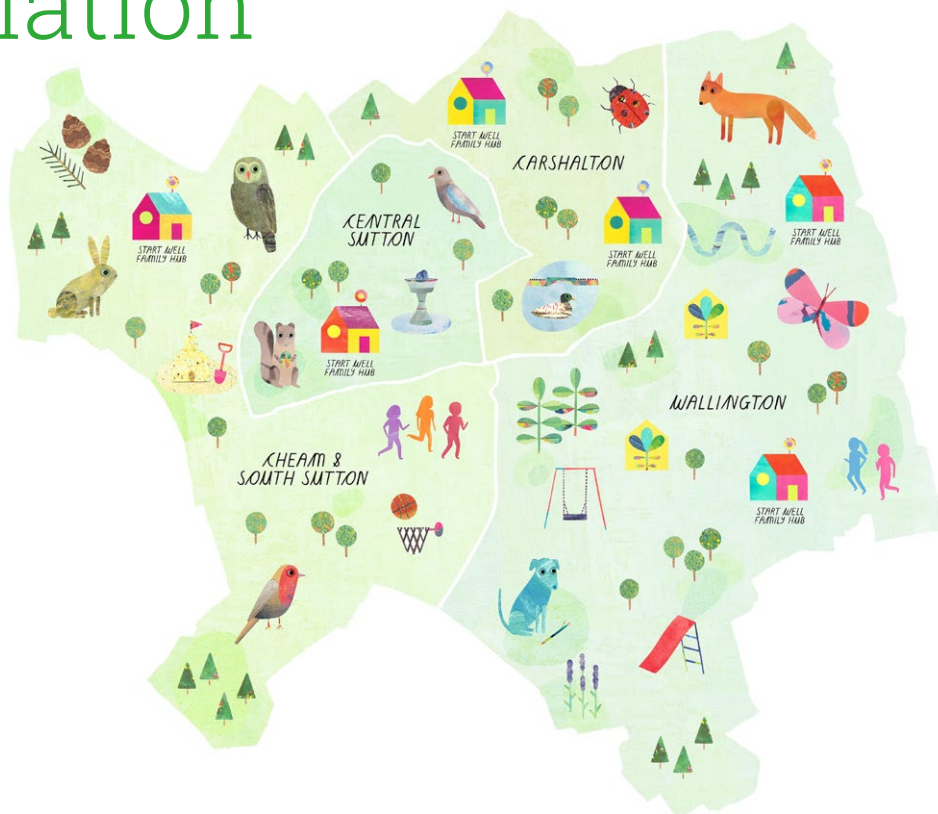 lation
START WELL
FAMILY HUB
CARSHALTON
START WELL
FAMILY HUB
CENTRAL
SUTTON
START WELL
FAMILY HUB
START WELL
FAMILY HUB
START WELL
FAMILY HUB
WALLINGTON
CHEAM &
SOUTH SUTTON
START WELL
FAMILY HUB